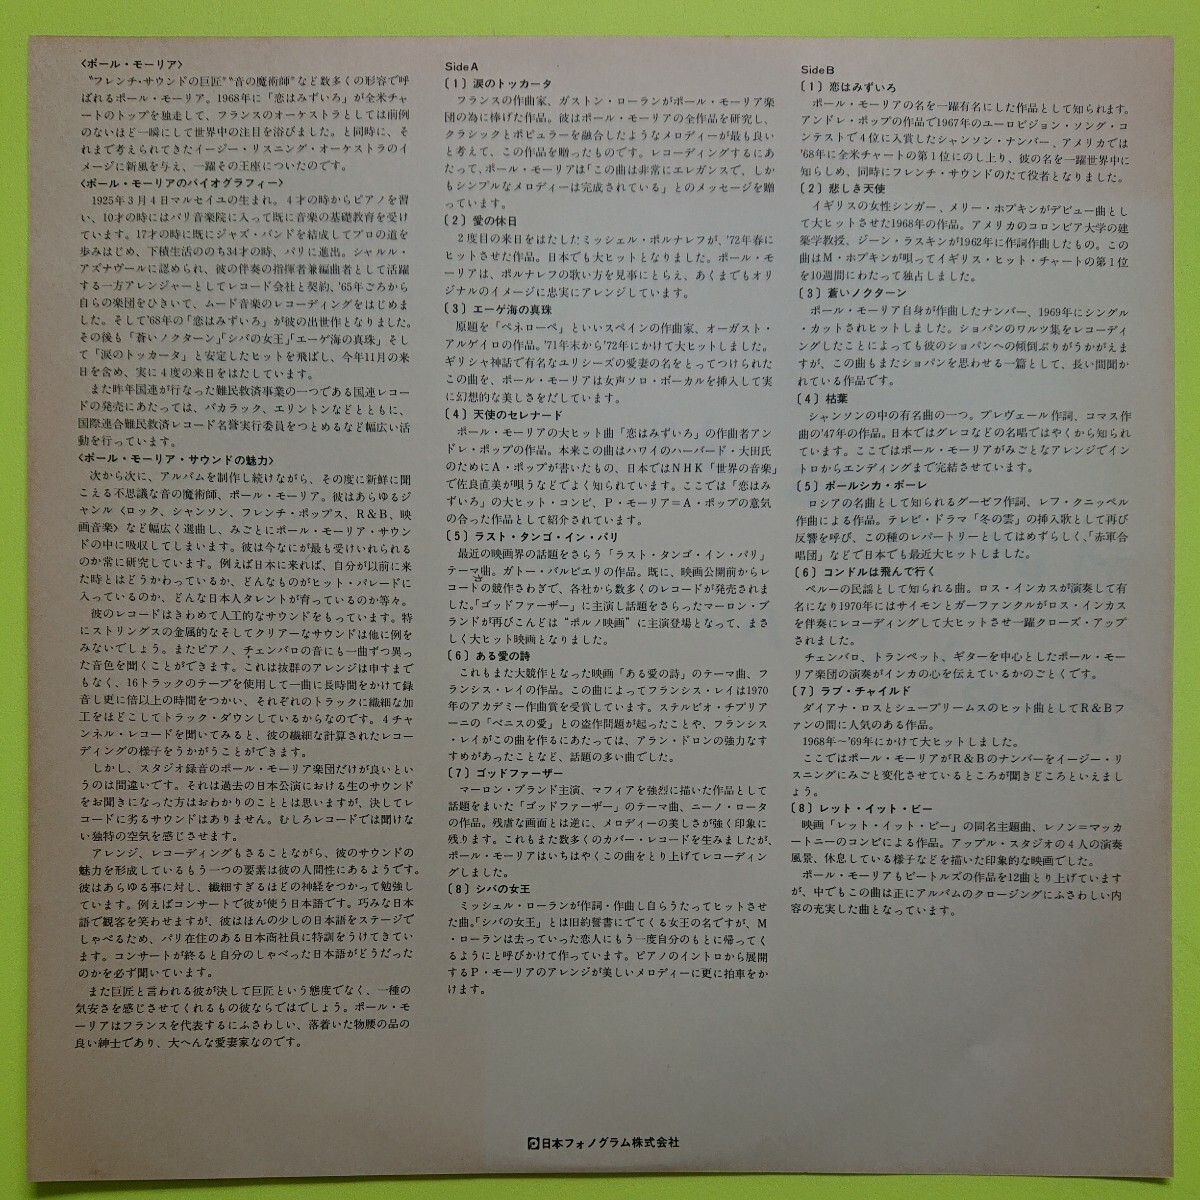 〈ポール・モーリア〉
“フレンチ・サウンドの巨匠”“音の魔術師”など数多くの形容で呼
ばれるポール・モーリア。1968年に「恋はみずいろ」が全米チャ
ートのトップを独走して、フランスのオーケストラとしては前例
のないほど一瞬にして世界中の注目を浴びました。と同時に、そ
れまで考えられてきたイージー・リスニング・オーケストラのイ
メージに新風を与え、一躍その王座についたのです。
〈ポール・モーリアのバイオグラフィー〉
1925年3月4日マルセイユの生まれ。4才の時からピアノを習
い、10才の時にはパリ音楽院に入って既に音楽の基礎教育を受け
ています。17才の時に既にジャズ・バンドを結成してプロの道を
歩みはじめ、下積生活ののち34才の時、パリに進出。シャルル・
アズナヴールに認められ、彼の伴奏の指揮者兼編曲者として活躍
する一方アレンジャーとしてレコード会社と契約、'65年ごろから
自らの楽団をひきいて、ムード音楽のレコーディングをはじめま
した。そして'68年の「恋はみずいろ」が彼の出世作となりました。
その後も「蒼いノクターン」「シバの女王」「エーゲ海の真珠」そし
て「涙のトッカータ」と安定したヒットを飛ばし、今年11月の来
日を含め、実に4度の来日をはたしています。
また昨年国連が行なった難民救済事業の一つである国連レコー
ドの発売にあたっては、バカラック、エリントンなどとともに、
国際連合難民救済レコード名誉実行委員をつとめるなど幅広い活
動を行っています。
〈ポール・モーリア・サウンドの魅力〉
次から次に、アルバムを制作し続けながら、その度に新鮮に聞
こえる不思議な音の魔術師、ポール・モーリア。彼はあらゆるジ
ャンル〈ロック、シャンソン、フレンチ・ポップス、R&B、映
画音楽〉など幅広く選曲し、みごとにポール・モーリア・サウン
ドの中に吸収してしまいます。彼は今なにが最も受けいれられる
のか常に研究しています。例えば日本に来れば、自分が以前に来
た時とはどうかわっているか、どんなものがヒット・パレードに
入っているのか、どんな日本人タレントが育っているのか等々。
彼のレコードはきわめて人工的なサウンドをもっています。特
にストリングスの金属的なそしてクリアーなサウンドは他に例を
みないでしょう。またピアノ、チェンバロの音にも一曲ずつ異っ
た音色を聞くことができます。これは抜群のアレンジは申すまで
もなく、16トラックのテープを使用して一曲に長時間をかけて録
音し更に倍以上の時間をつかい、それぞれのトラックに繊細な加
工をほどこしてトラック・ダウンしているからなのです。4チャ
ンネル・レコードを聞いてみると、彼の繊細な計算されたレコー
ディングの様子をうかがうことができます。
しかし、スタジオ録音のポール・モーリア楽団だけが良いとい
うのは間違いです。それは過去の日本公演における生のサウンド
をお聞きになった方はおわかりのことと思いますが、決してレ
コードに劣るサウンドはありません。むしろレコードでは聞けな
い独特の空気を感じさせます。
アレンジ、レコーディングもさることながら、彼のサウンドの
魅力を形成しているもう一つの要素は彼の人間性にあるようです。
彼はあらゆる事に対し、繊細すぎるほどの神経をつかって勉強し
ています。例えばコンサートで彼が使う日本語です。巧みな日本
語で観客を笑わせますが、彼はほんの少しの日本語をステージで
しゃべるため、パリ在住のある日本商社員に特訓をうけてきてい
ます。コンサートが終ると自分のしゃべった日本語がどうだった
のかを必ず聞いています。
また巨匠と言われる彼が決して巨匠という態度でなく、一種の
気安さを感じさせてくれるもの彼ならではでしょう。ポール・モ
ーリアはフランスを代表するにふさわしい、落着いた物腰の品の
良い紳士であり、大へんな愛妻家なのです。
Side A
〔1〕涙のトッカータ
フランスの作曲家、ガストン・ローランがポール・モーリア楽
団の為に捧げた作品。彼はポール・モーリアの全作品を研究し、
クラシックとポピュラーを融合したようなメロディーが最も良い
と考えて、この作品を贈ったものです。レコーディングするにあ
たって、ポール・モーリアは「この曲は非常にエレガンスで、しか
もシンプルなメロディーは完成されている」とのメッセージを贈
っています。
〔2〕愛の休日
2度目の来日をはたしたミッシェル・ポルナレフが、'72年春に
ヒットさせた作品。日本でも大ヒットとなりました。ポール・モ
ーリアは、ポルナレフの歌い方を見事にとらえ、あくまでもオリ
ジナルのイメージに忠実にアレンジしています。
〔3〕エーゲ海の真珠
原題を「ペネローペ」といいスペインの作曲家、オーガスト・
アルゲイロの作品。'71年末から'72年にかけて大ヒットしました。
ギリシャ神話で有名なユリシーズの愛妻の名をとってつけられた
この曲を、ポール・モーリアは女声ソロ・ボーカルを挿入して実
に幻想的な美しさをだしています。
〔4〕天使のセレナード
ポール・モーリアの大ヒット曲「恋はみずいろ」の作曲者アン
ドレ・ポップの作品。本来この曲はハワイのハーバード・大田氏
のためにA・ポップが書いたもの、日本ではNHK「世界の音楽」
で佐良直美が唄うなどでよく知られています。ここでは「恋はみ
ずいろ」の大ヒット・コンビ、P・モーリア＝A・ポップの意気
の合った作品として紹介されています。
〔5〕ラスト・タンゴ・イン・パリ
最近の映画界の話題をさらう「ラスト・タンゴ・イン・パリ」
テーマ曲。ガトー・バルビエリの作品。既に、映画公開前からレ
コードの競作さわぎで、各社から数多くのレコードが発売されま
した。「ゴッドファーザー」に主演し話題をさらったマーロン・ブ
ランドが再びこんどは“ポルノ映画”に主演登場となって、まさ
しく大ヒット映画となりました。
〔6〕ある愛の詩
これもまた大競作となった映画「ある愛の詩」のテーマ曲、フ
ランシス・レイの作品。この曲によってフランシス・レイは1970
年のアカデミー作曲賞を受賞しています。ステルビオ・チプリア
ーニの「ベニスの愛」との盗作問題が起ったことや、フランシス
・レイがこの曲を作るにあたっては、アラン・ドロンの強力なす
すめがあったことなど、話題の多い曲でした。
〔7〕ゴッドファーザー
マーロン・ブランド主演、マフィアを強烈に描いた作品として
話題をまいた「ゴッドファーザー」のテーマ曲、ニーノ・ロータ
の作品。残虐な画面とは逆に、メロディーの美しさが強く印象に
残ります。これもまた数多くのカバー・レコードを生みましたが、
ポール・モーリアはいちはやくこの曲をとり上げてレコーディン
グしました。
〔8〕シバの女王
ミッシェル・ローランが作詞・作曲し自らうたってヒットさせ
た曲。「シバの女王」とは旧約聖書にでてくる女王の名ですが、M
・ローランは去っていった恋人にもう一度自分のもとに帰ってく
るようにと呼びかけて作っています。ピアノのイントロから展開
するP・モーリアのアレンジが美しいメロディーに更に拍車をか
けます。
Side B
〔1〕恋はみずいろ
ポール・モーリアの名を一躍有名にした作品として知られます。
アンドレ・ポップの作品で1967年のユーロビジョン・ソング・コ
ンテストで4位に入賞したシャンソン・ナンバー、アメリカでは
'68年に全米チャートの第1位にのし上り、彼の名を一躍世界中に
知らしめ、同時にフレンチ・サウンドのたて役者となりました。
〔2〕悲しき天使
イギリスの女性シンガー、メリー・ホプキンがデビュー曲とし
て大ヒットさせた1968年の作品。アメリカのコロンビア大学の建
築学教授、ジーン・ラスキンが1962年に作詞作曲したもの。この
曲はM・ホプキンが唄ってイギリス・ヒット・チャートの第1位
を10週間にわたって独占しました。
〔3〕蒼いノクターン
ポール・モーリア自身が作曲したナンバー、1969年にシングル
・カットされヒットしました。ショパンのワルツ集をレコーディ
ングしたことによっても彼のショパンへの傾倒ぶりがうかがえま
すが、この曲もまたショパンを思わせる一篇として、長い間聞か
れている作品です。
〔4〕枯葉
シャンソンの中の有名曲の一つ。プレヴェール作詞、コスマ作
曲の'47年の作品。日本ではグレコなどの名唱ではやくから知られ
ています。ここではポール・モーリアがみごとなアレンジでイン
トロからエンディングまで完結させています。
〔5〕ポールシカ・ポーレ
ロシアの名曲として知られるグーゼフ作詞、レフ・クニッペル
作曲による作品。テレビ・ドラマ「冬の雲」の挿入歌として再び
反響を呼び、この種のレパートリーとしてはめずらしく、「赤軍合
唱団」などで日本でも最近大ヒットしました。
〔6〕コンドルは飛んで行く
ペルーの民謡として知られる曲。ロス・インカスが演奏して有
名になり1970年にはサイモンとガーファンクルがロス・インカス
を伴奏にレコーディングして大ヒットさせ一躍クローズ・アップ
されました。
チェンバロ、トランペット、ギターを中心としたポール・モー
リア楽団の演奏がインカの心を伝えているかのごとくです。
〔7〕ラブ・チャイルド
ダイアナ・ロスとシュープリームスのヒット曲としてR&Bフ
ァンの間に人気のある作品。
1968年〜'69年にかけて大ヒットしました。
ここではポール・モーリアがR&Bのナンバーをイージー・リ
スニングにみごと変化させているところが聞きどころといえまし
ょう。
〔8〕レット・イット・ビー
映画「レット・イット・ビー」の同名主題曲、レノン＝マッカ
ートニーのコンビによる作品。アップル・スタジオの4人の演奏
風景、休息している様子などを描いた印象的な映画でした。
ポール・モーリアもビートルズの作品を12曲とり上げています
が、中でもこの曲は正にアルバムのクロージングにふさわしい内
容の充実した曲となっています。
日本フォノグラム株式会社